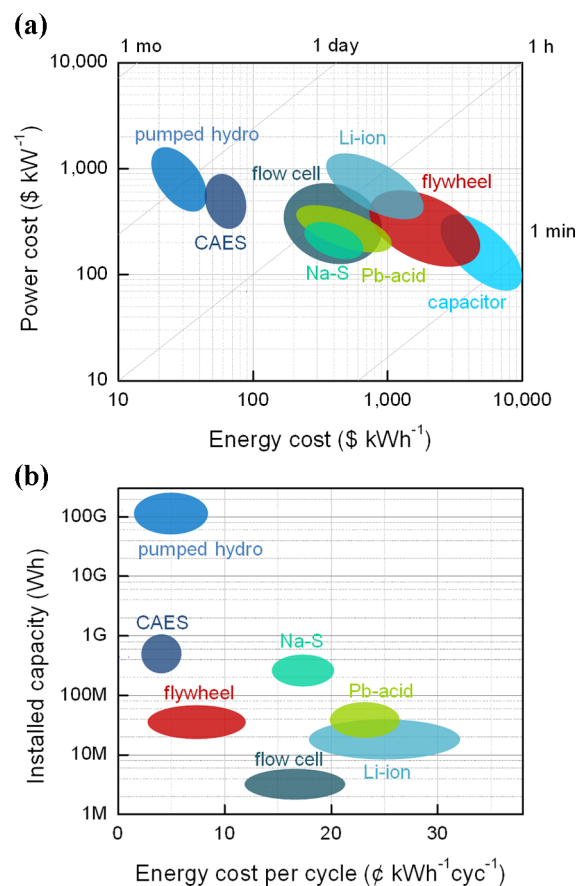 (a)
1 mo
1 day
1 h
10,000
1,000
100
10
Power cost ($ kW⁻¹)
pumped hydro
CAES
Li-ion
flow cell
flywheel
Na-S
Pb-acid
capacitor
1 min
10
100
1,000
10,000
Energy cost ($ kWh⁻¹)
(b)
100G
10G
1G
100M
10M
1M
Installed capacity (Wh)
pumped hydro
CAES
Na-S
flywheel
Pb-acid
flow cell
Li-ion
0
10
20
30
Energy cost per cycle (¢ kWh⁻¹cyc⁻¹)